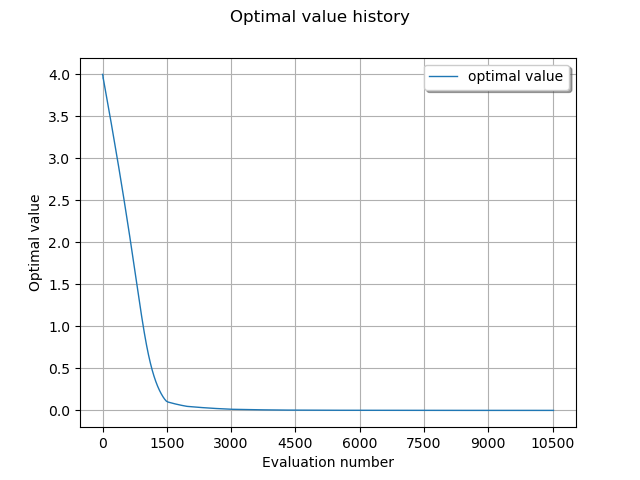 Optimal value history
optimal value
Optimal value
4.0
3.5
3.0
2.5
2.0
1.5
1.0
0.5
0.0
0 1500 3000 4500 6000 7500 9000 10500
Evaluation number